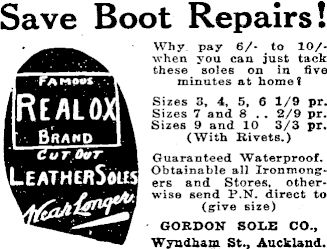 Save Boot Repairs!
FAMOUS
REALOX
BRAND
CUT OUT
LEATHER SOLES
Wear Longer.
Why pay 6/- to 10/-
when you can just tack
these soles on in five
minutes at home?
Sizes 3, 4, 5, 6 1/9 pr.
Sizes 7 and 8 .. 2/9 pr.
Sizes 9 and 10 3/3 pr.
(With Rivets.)
Guaranteed Waterproof.
Obtainable all Ironmong-
ers and Stores, other-
wise send P.N. direct to
(give size)
GORDON SOLE CO.,
Wyndham St., Auckland.